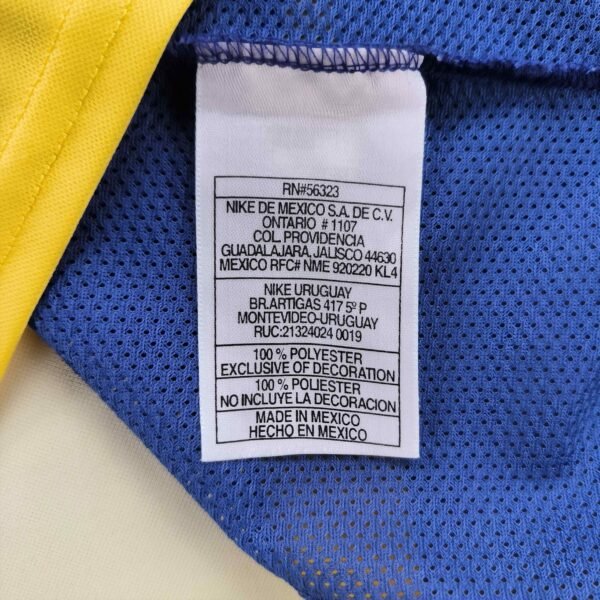 RN#56323
NIKE DE MEXICO S.A. DE C.V.
ONTARIO # 1107
COL. PROVIDENCIA
GUADALAJARA, JALISCO 44630
MEXICO RFC# NME 920220 KL4
NIKE URUGUAY
BR.ARTIGAS 417 5º P
MONTEVIDEO-URUGUAY
RUC:21324024 0019
100 % POLYESTER
EXCLUSIVE OF DECORATION
100 % POLIESTER
NO INCLUYE LA DECORACION
MADE IN MEXICO
HECHO EN MEXICO